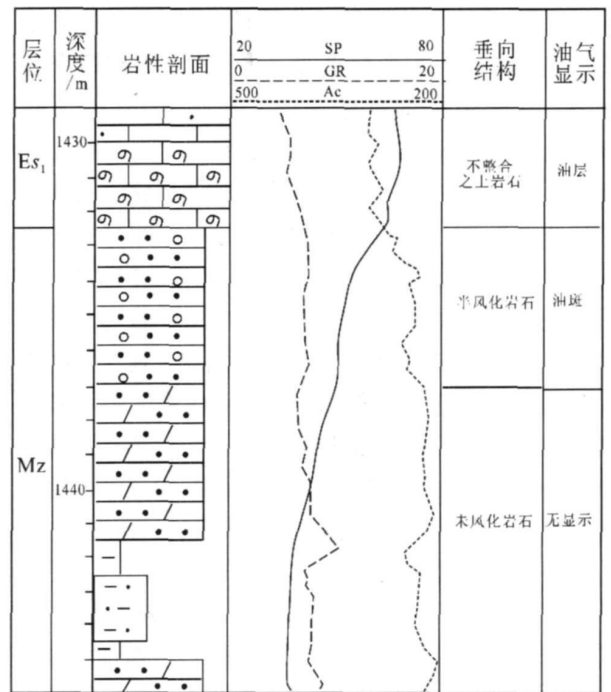 层位
深度/m
岩性剖面
20 SP 80
0 GR 20
500 Ac 200
垂向结构
油气显示
Es₁
1430
不整合
之上岩石
油层
半风化岩石
油斑
Mz
1440
未风化岩石
无显示